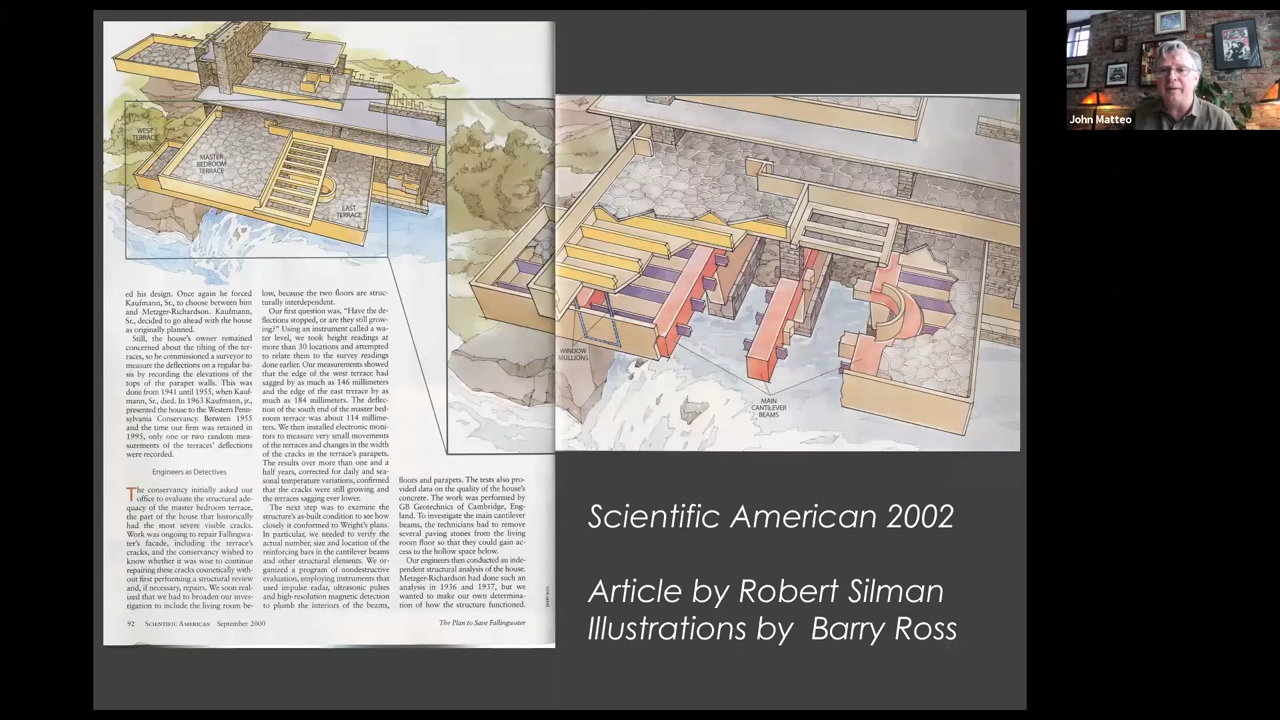 WEST
TERRACE
MASTER
BEDROOM
TERRACE
EAST
TERRACE
WINDOW
MULLIONS
MAIN
CANTILEVER
BEAMS
ed his design. Once again he forced
Kaufmann, Sr., to choose between him
and Metzger-Richardson. Kaufmann,
Sr., decided to go ahead with the house
as originally planned.
Still, the house's owner remained
concerned about the tilting of the ter-
races, so he commissioned a surveyor to
measure the deflections on a regular ba-
sis by recording the elevations of the
tops of the parapet walls. This was
done from 1941 until 1955, when Kauf-
mann, Sr., died. In 1963 Kaufmann, jr.,
presented the house to the Western Penn-
sylvania Conservancy. Between 1955
and the time our firm was retained in
1995, only one or two random mea-
surements of the terraces' deflections
were recorded.
Engineers as Detectives
The conservancy initially asked our
office to evaluate the structural ade-
quacy of the master bedroom terrace,
the part of the house that historically
had the most severe visible cracks.
Work was ongoing to repair Fallingwa-
ter's facade, including the terrace's
cracks, and the conservancy wished to
know whether it was wise to continue
repairing these cracks cosmetically with-
out first performing a structural review
and, if necessary, repairs. We soon real-
ized that we had to broaden our inves-
tigation to include the living room be-
low, because the two floors are struc-
turally interdependent.
Our first question was, "Have the de-
flections stopped, or are they still grow-
ing?" Using an instrument called a wa-
ter level, we took height readings at
more than 30 locations and attempted
to relate them to the survey readings
done earlier. Our measurements showed
that the edge of the west terrace had
sagged by as much as 146 millimeters
and the edge of the east terrace by as
much as 184 millimeters. The deflec-
tion of the south end of the master bed-
room terrace was about 114 millime-
ters. We then installed electronic moni-
tors to measure very small movements
of the terraces and changes in the width
of the cracks in the terrace's parapets.
The results over more than one and a
half years, corrected for daily and sea-
sonal temperature variations, confirmed
that the cracks were still growing and
the terraces sagging ever lower.
The next step was to examine the
structure's as-built condition to see how
closely it conformed to Wright's plans.
In particular, we needed to verify the
actual number, size and location of the
reinforcing bars in the cantilever beams
and other structural elements. We or-
ganized a program of nondestructive
evaluation, employing instruments that
used impulse radar, ultrasonic pulses
and high-resolution magnetic detection
to plumb the interiors of the beams,
floors and parapets. The tests also pro-
vided data on the quality of the house's
concrete. The work was performed by
GB Geotechnics of Cambridge, Eng-
land. To investigate the main cantilever
beams, the technicians had to remove
several paving stones from the living
room floor so that they could gain ac-
cess to the hollow space below.
Our engineers then conducted an inde-
pendent structural analysis of the house.
Metzger-Richardson had done such an
analysis in 1936 and 1937, but we
wanted to make our own determina-
tion of how the structure functioned.
BARRY ROSS
92 SCIENTIFIC AMERICAN September 2000
The Plan to Save Fallingwater
Scientific American 2002
Article by Robert Silman
Illustrations by Barry Ross
John Matteo